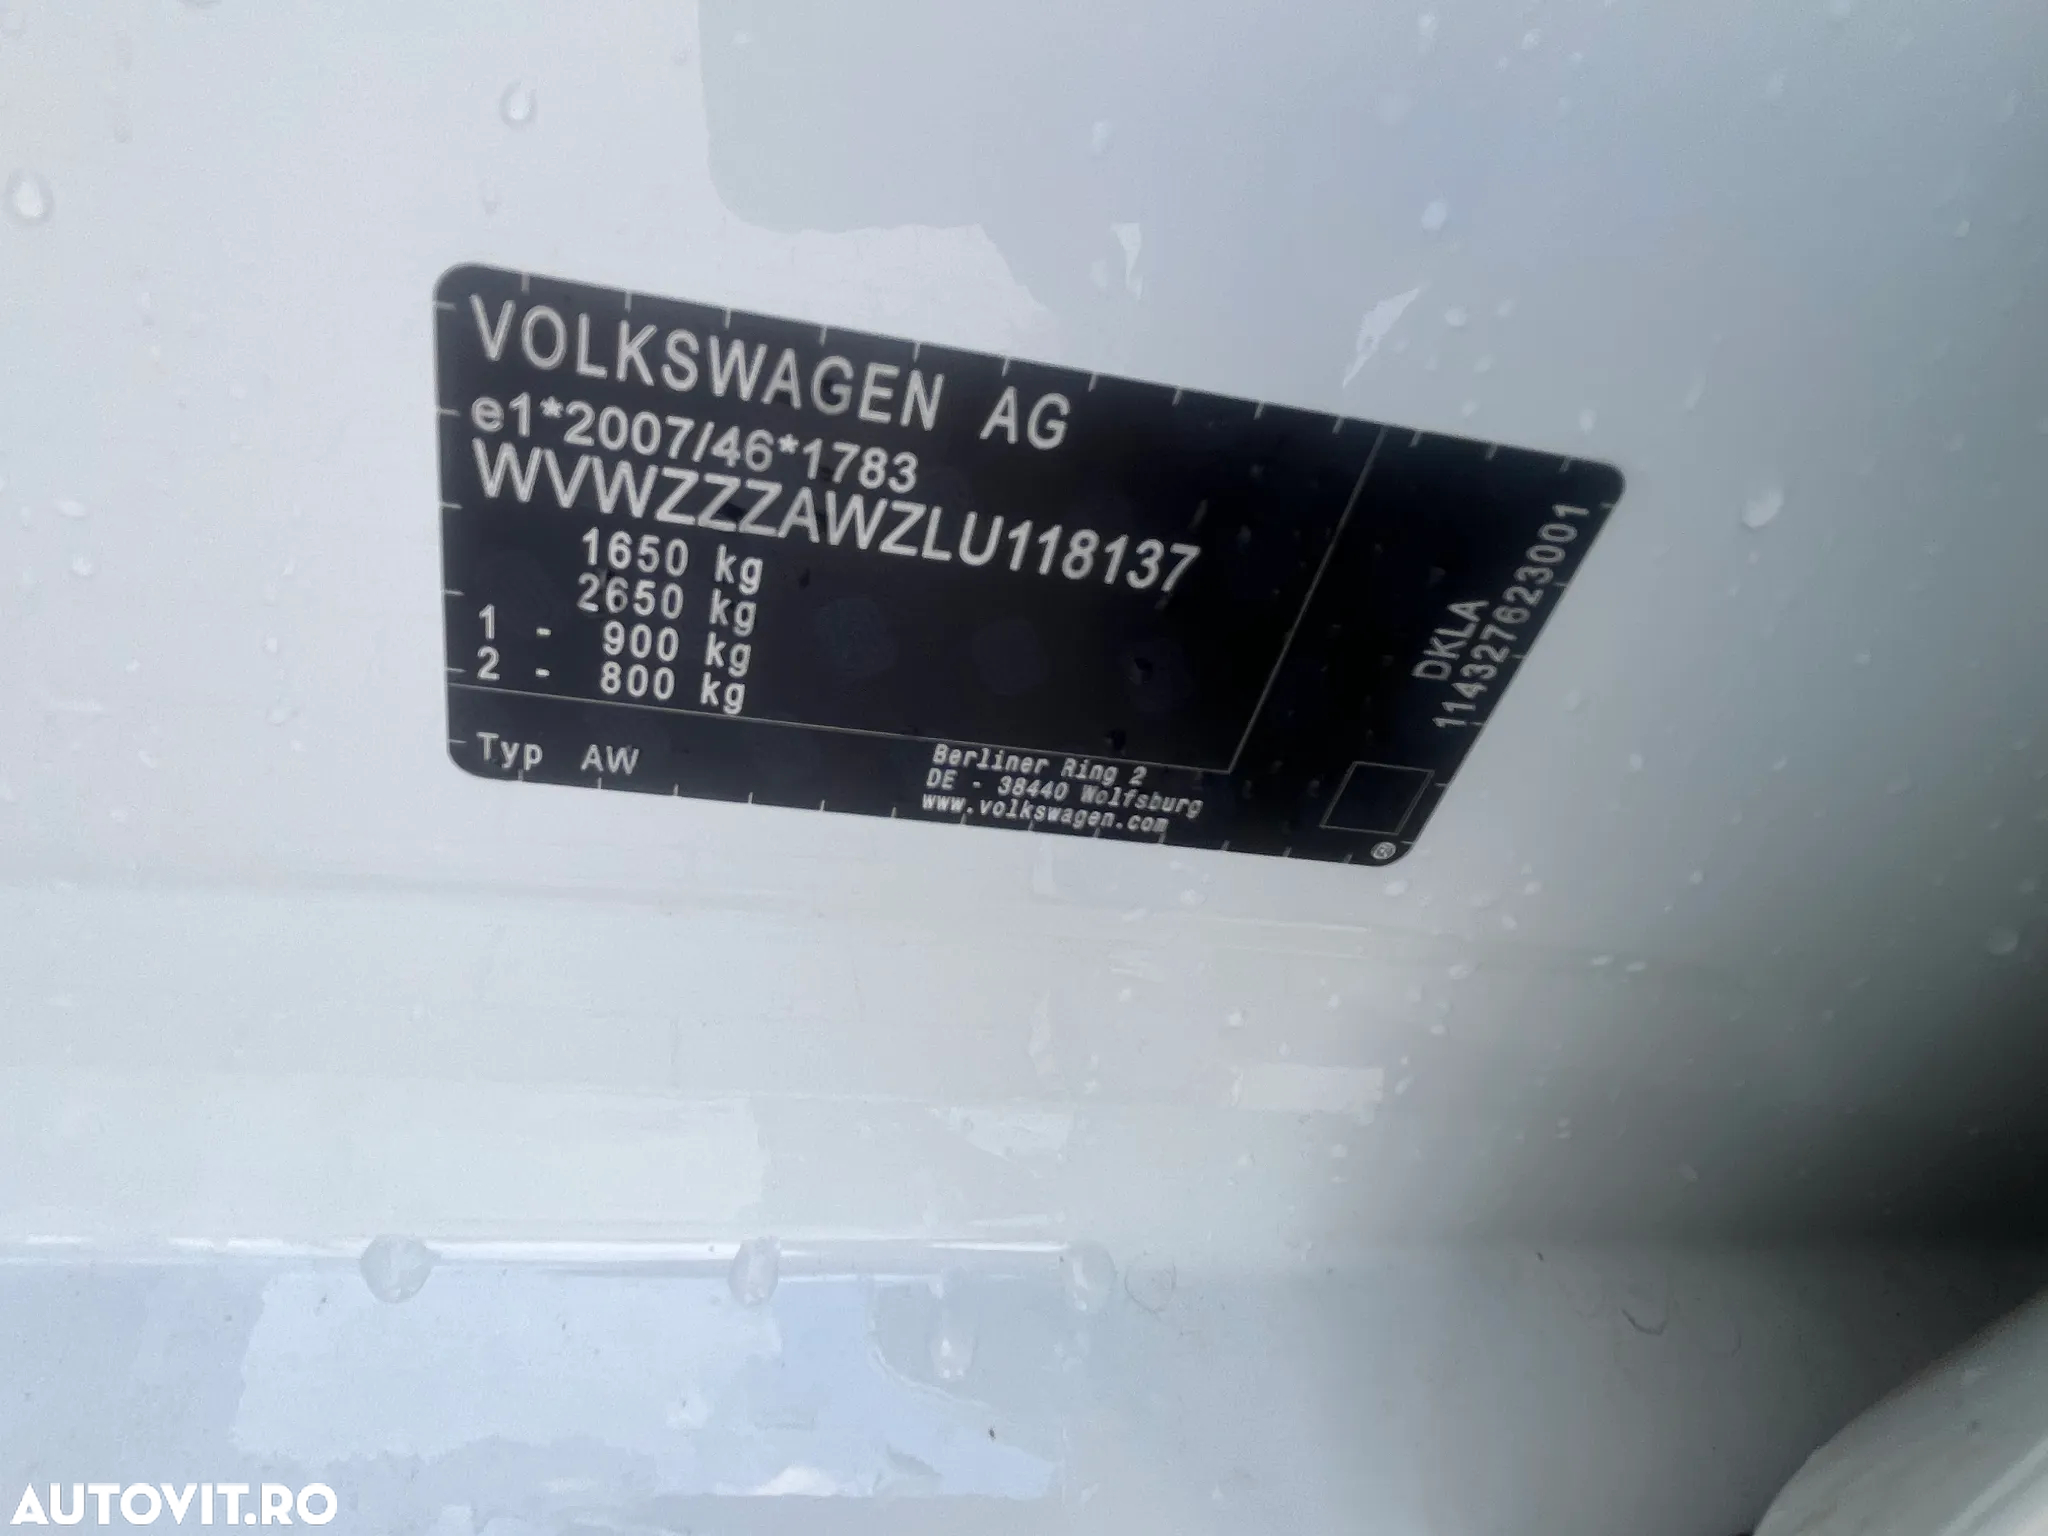 VOLKSWAGEN AG
e1*2007/46*1783
WVWZZZAWZLU118137
1650 kg
2650 kg
1 - 900 kg
2 - 800 kg
Typ AW
Berliner Ring 2
DE - 38440 Wolfsburg
www.volkswagen.com
DKLA
114327623001
AUTOVIT.RO